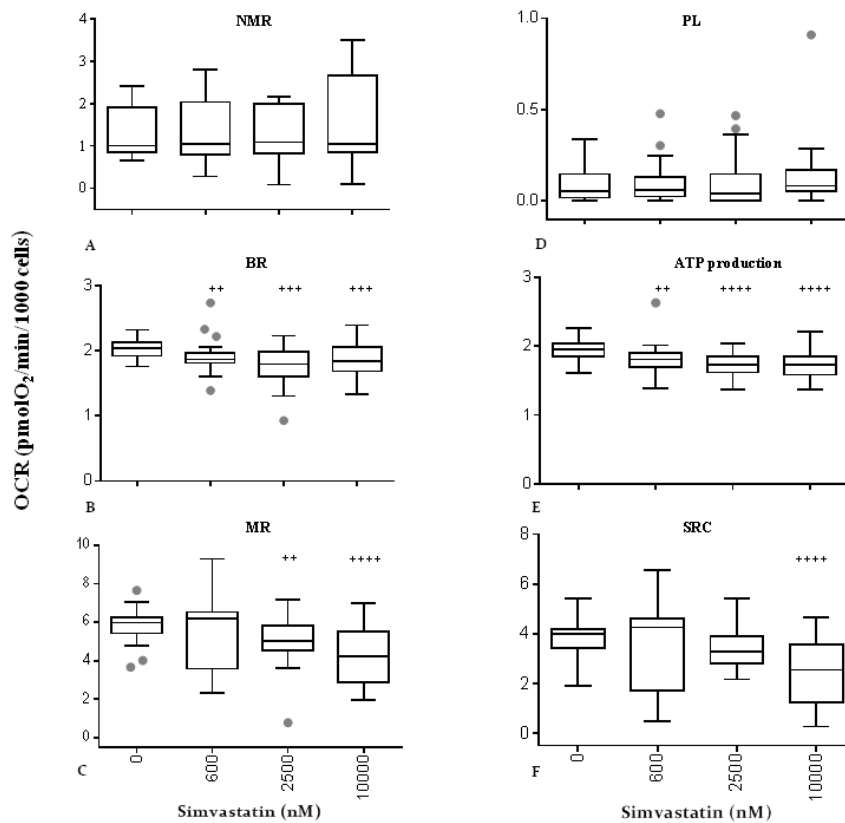 NMR
4
3
2
1
0
A
PL
1.0
0.5
0.0
D
OCR (pmolO2/min/1000 cells)
BR
++ +++ +++
3
2
1
0
B
ATP production
++ ++++ ++++
3
2
1
0
E
MR
++ ++++
10
8
6
4
2
0
C
0 600 2500 10000
Simvastatin (nM)
SRC
++++
8
6
4
2
0
F
0 600 2500 10000
Simvastatin (nM)